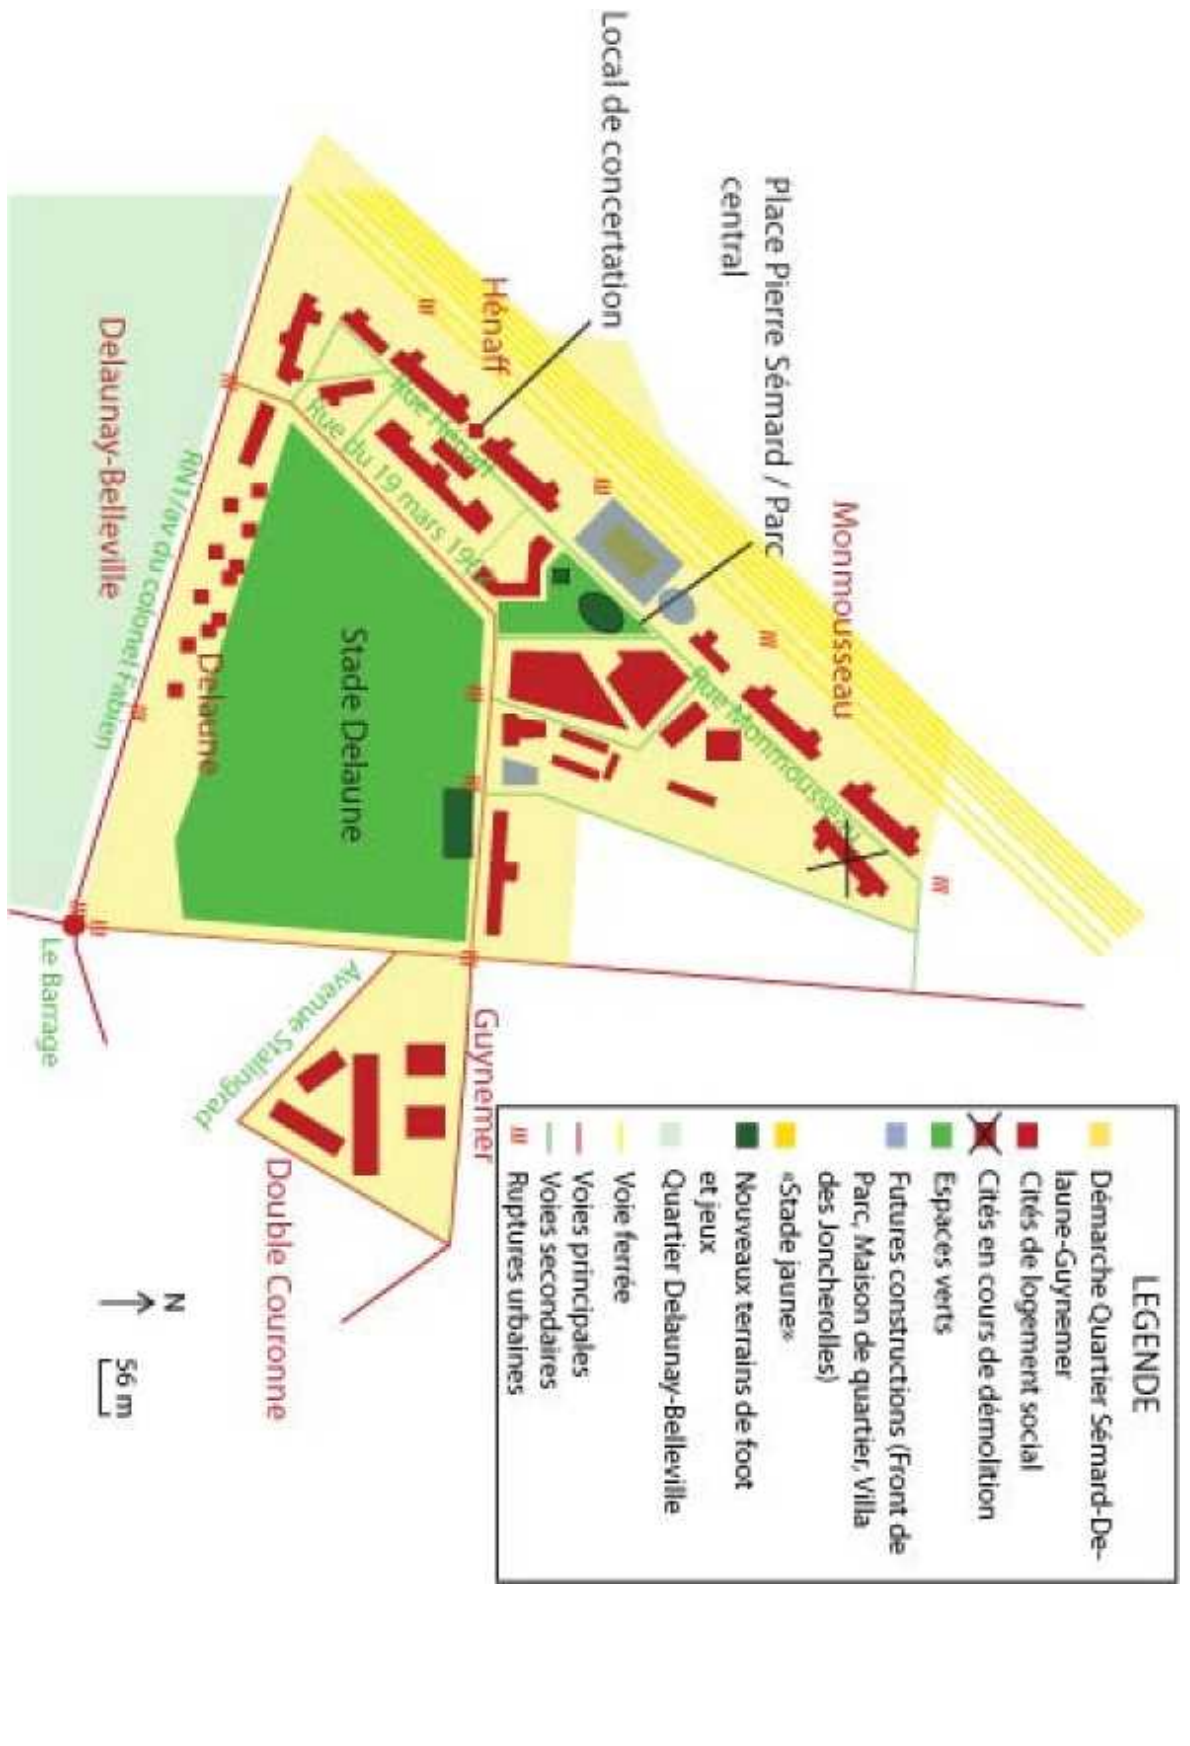 Local de concertation
Place Pierre Sémard / Parc
central
Hénaff
Monmousseau
Rue Hénaff
Rue du 19 mars 196
Rue Monmousseau
Delaunay-Belleville
RN1/av du colonel Fabien
Delaune
Stade Delaune
Le Barrage
Avenue Stalingrad
Guynemer
Double Couronne
LEGENDE
Démarche Quartier Sémard-De-
laune-Guynemer
Cités de logement social
Cités en cours de démolition
Espaces verts
Futures constructions (Front de
Parc, Maison de quartier, Villa
des Joncherolles)
«Stade jaune»
Nouveaux terrains de foot
et jeux
Quartier Delaunay-Belleville
Voie ferrée
Voies principales
Voies secondaires
Ruptures urbaines
N
56 m